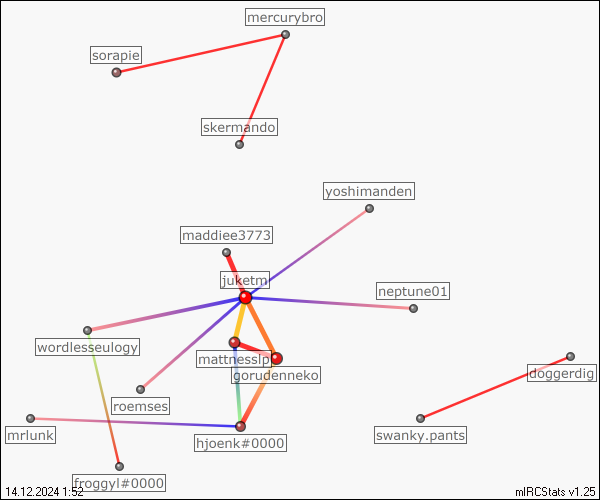 mercurybro
sorapie
skermando
yoshimanden
maddiee3773
juketm
neptune01
wordlesseulogy
mattnesslp
gorudenneko
doggerdig
roemses
mrlunk
hjoenk#0000
swanky.pants
froggyl#0000
14.12.2024 1:52
mIRCStats v1.25